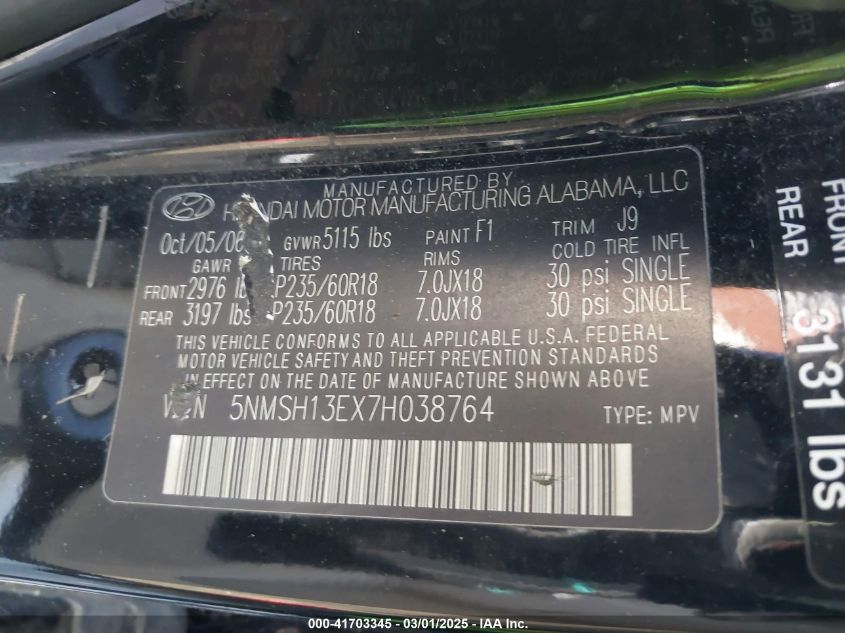 MANUFACTURED BY
HYUNDAI MOTOR MANUFACTURING ALABAMA, LLC
Oct/05/06 GVWR 5115 lbs PAINT F1 TRIM J9
GAWR TIRES RIMS COLD TIRE INFL
FRONT 2976 lbs P235/60R18 7.0JX18 30 psi SINGLE
REAR 3197 lbs P235/60R18 7.0JX18 30 psi SINGLE
THIS VEHICLE CONFORMS TO ALL APPLICABLE U.S.A. FEDERAL
MOTOR VEHICLE SAFETY AND THEFT PREVENTION STANDARDS
IN EFFECT ON THE DATE OF MANUFACTURE SHOWN ABOVE
VIN 5NMSH13EX7H038764 TYPE: MPV
FRONT
REAR
3131 lbs
000-41703345 - 03/01/2025 - IAA Inc.